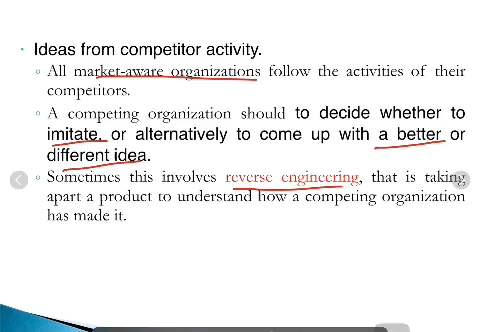 Ideas from competitor activity.
All market-aware organizations follow the activities of their
competitors.
A competing organization should to decide whether to
imitate, or alternatively to come up with a better or
different idea.
Sometimes this involves reverse engineering, that is taking
apart a product to understand how a competing organization
has made it.